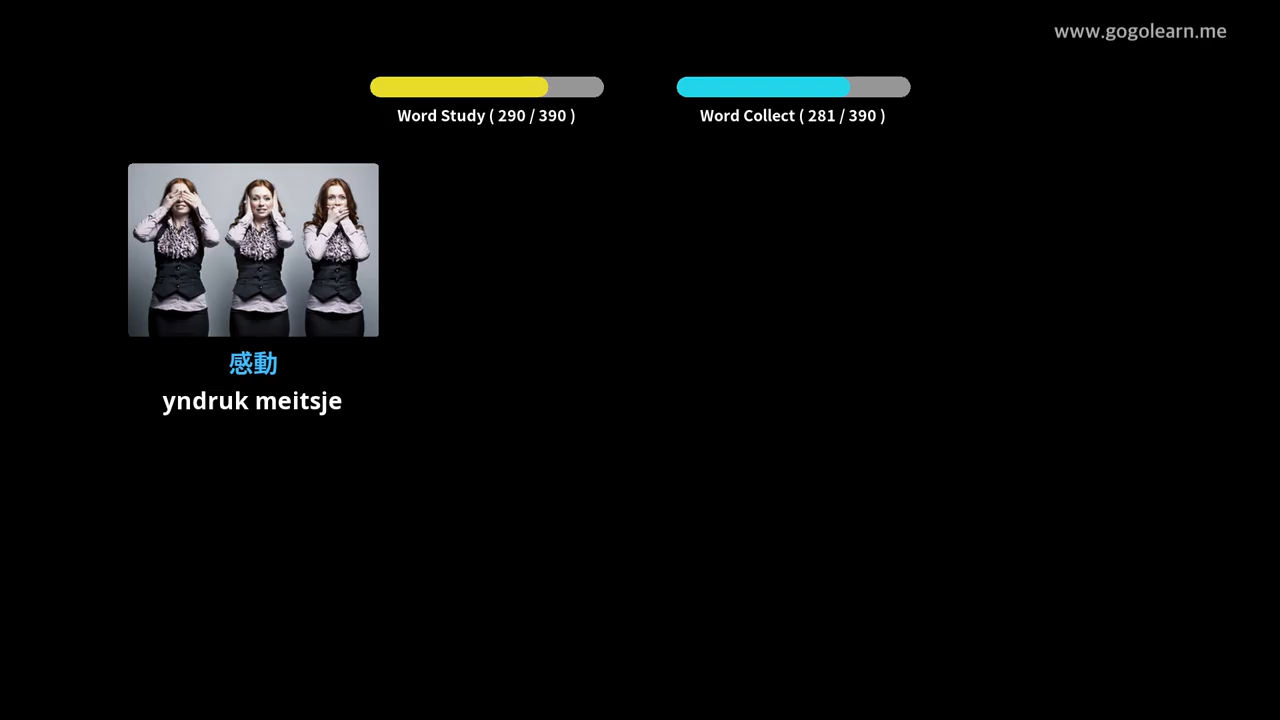 www.gogolearn.me
Word Study ( 290 / 390 )
Word Collect ( 281 / 390 )
感動
yndruk meitsje